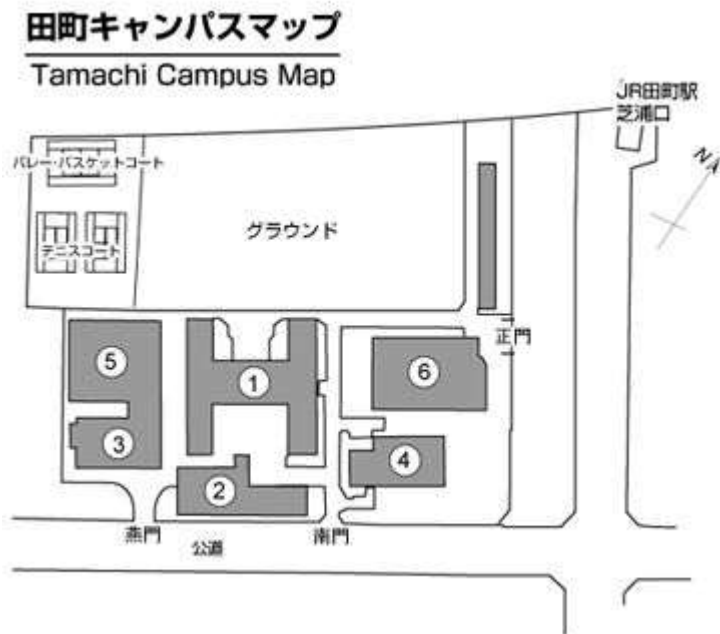 田町キャンパスマップ
Tamachi Campus Map
JR田町駅
芝浦口
N
バレー・バスケットコート
テニスコート
グラウンド
正門
5
1
6
3
4
2
燕門
公道
南門